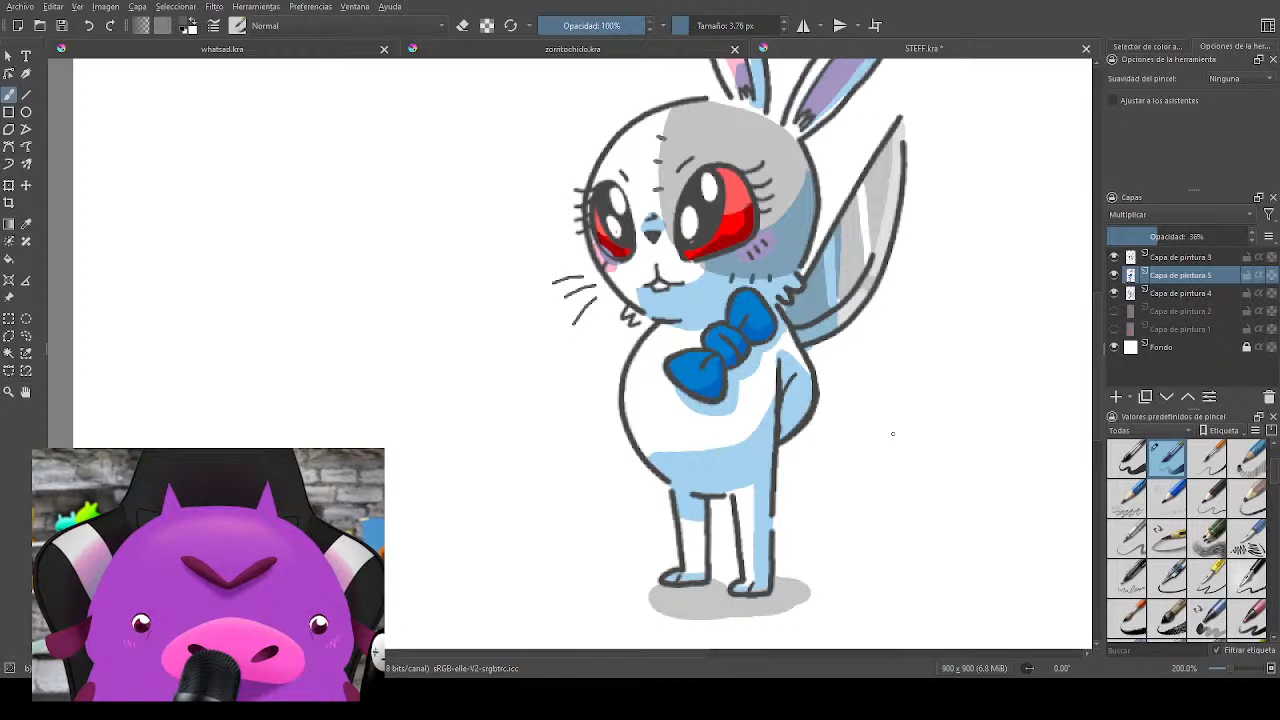 Archivo Editar Ver Imagen Capa Seleccionar Filtro Herramientas Preferencias Ventana Ayuda
Normal Opacidad: 100% Tamaño: 3.76 px
whatsad.kra zorritochido.kra STEFF.kra *
Selector de color a... Opciones de la her...
Opciones de la herramienta
Suavidad del pincel: Ninguna
Ajustar a los asistentes
Capas
Multiplicar
Opacidad: 36%
Capa de pintura 3
Capa de pintura 5
Capa de pintura 4
Capa de pintura 2
Capa de pintura 1
Fondo
Valores predefinidos de pincel
Todas Etiqueta
Buscar Filtrar etiqueta
8 bits/canal) sRGB-elle-V2-srgbtrc.icc 900 x 900 (6.8 MiB) 0.00° 200.0%